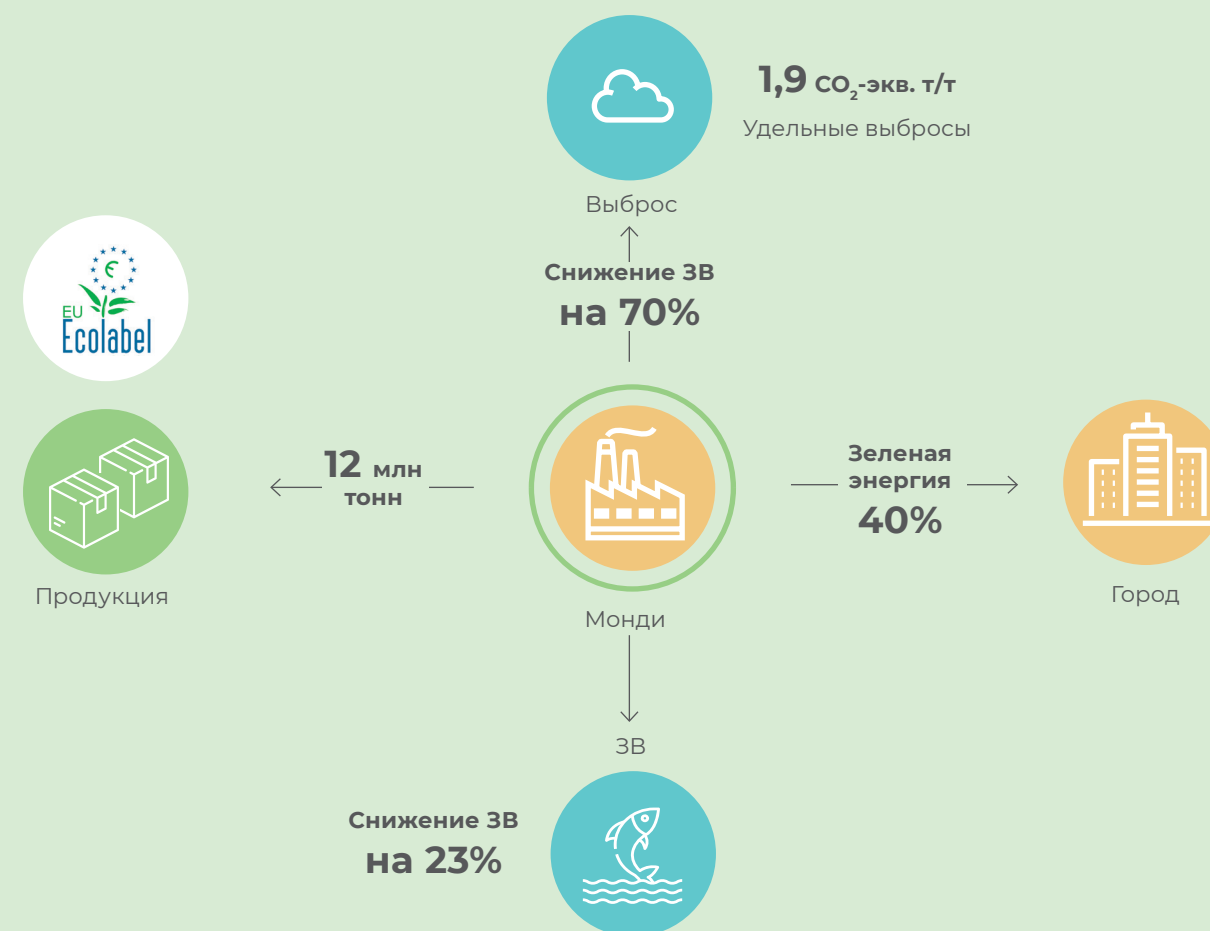 1,9 CO₂-экв. т/т
Удельные выбросы
Выброс
Снижение ЗВ
на 70%
EU
Ecolabel
12 млн
тонн
Зеленая
энергия
40%
Продукция
Монди
Город
ЗВ
Снижение ЗВ
на 23%